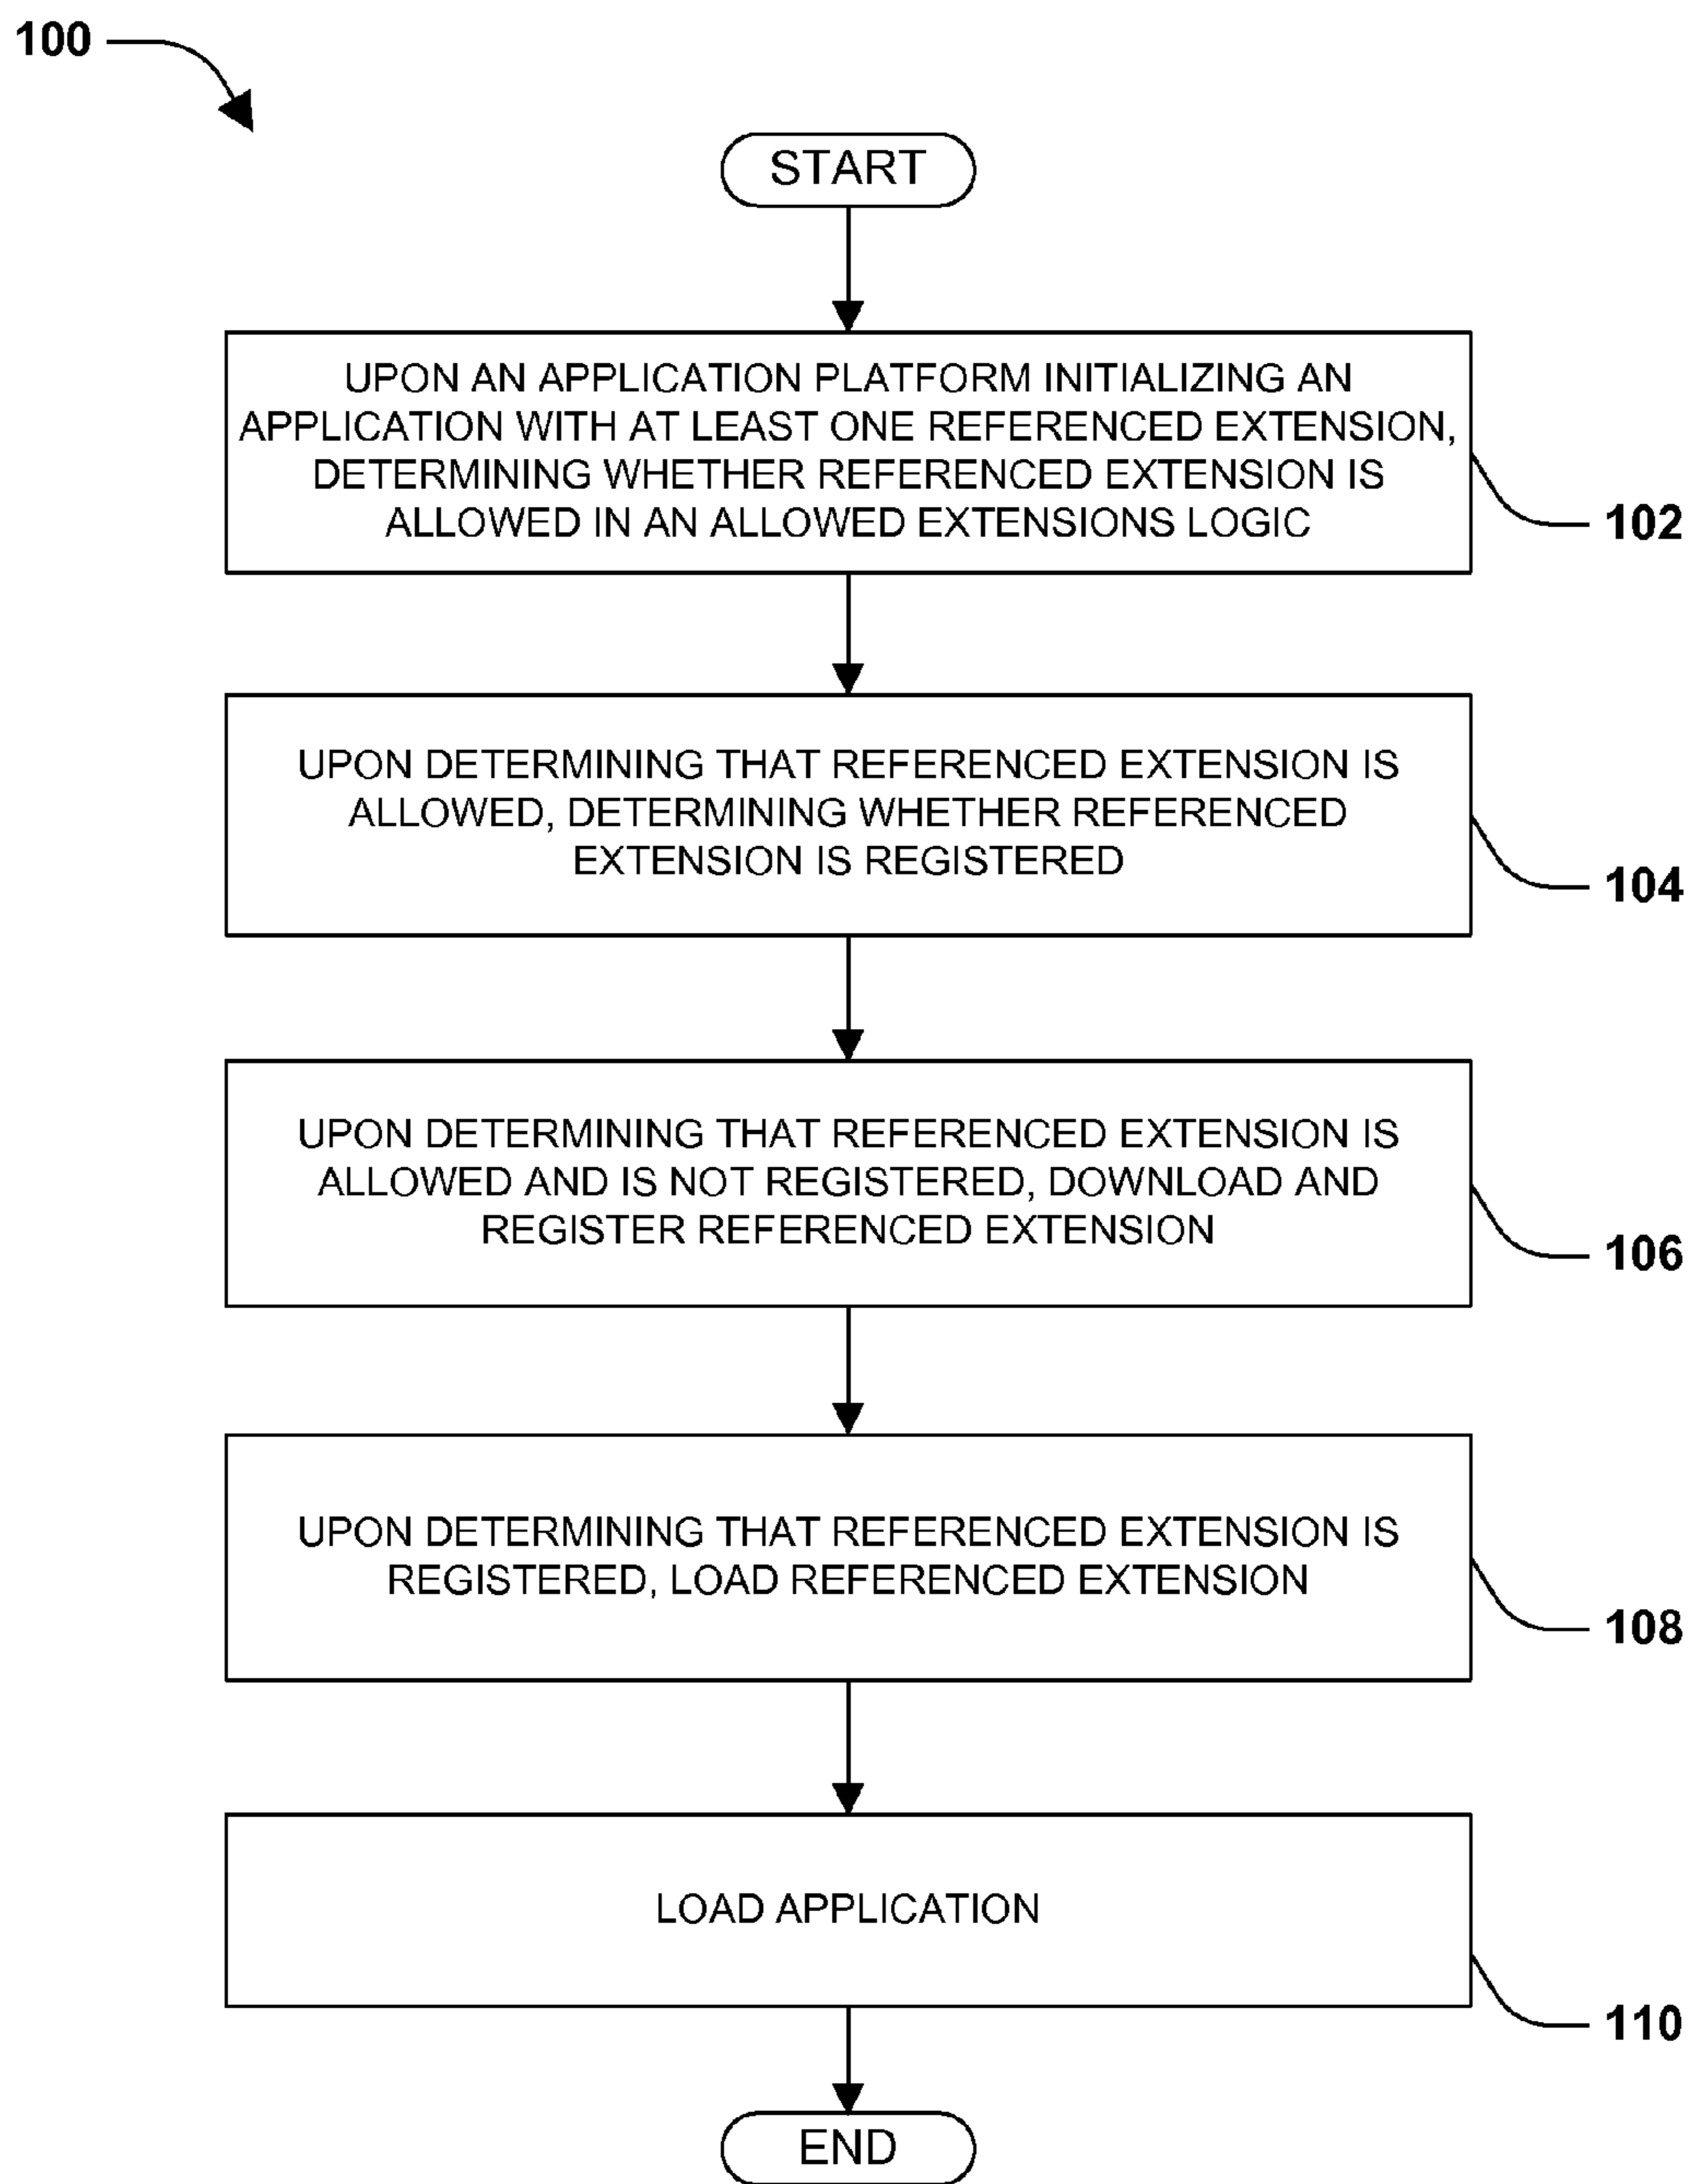 100
START
UPON AN APPLICATION PLATFORM INITIALIZING AN
APPLICATION WITH AT LEAST ONE REFERENCED EXTENSION,
DETERMINING WHETHER REFERENCED EXTENSION IS
ALLOWED IN AN ALLOWED EXTENSIONS LOGIC
102
UPON DETERMINING THAT REFERENCED EXTENSION IS
ALLOWED, DETERMINING WHETHER REFERENCED
EXTENSION IS REGISTERED
104
UPON DETERMINING THAT REFERENCED EXTENSION IS
ALLOWED AND IS NOT REGISTERED, DOWNLOAD AND
REGISTER REFERENCED EXTENSION
106
UPON DETERMINING THAT REFERENCED EXTENSION IS
REGISTERED, LOAD REFERENCED EXTENSION
108
LOAD APPLICATION
110
END